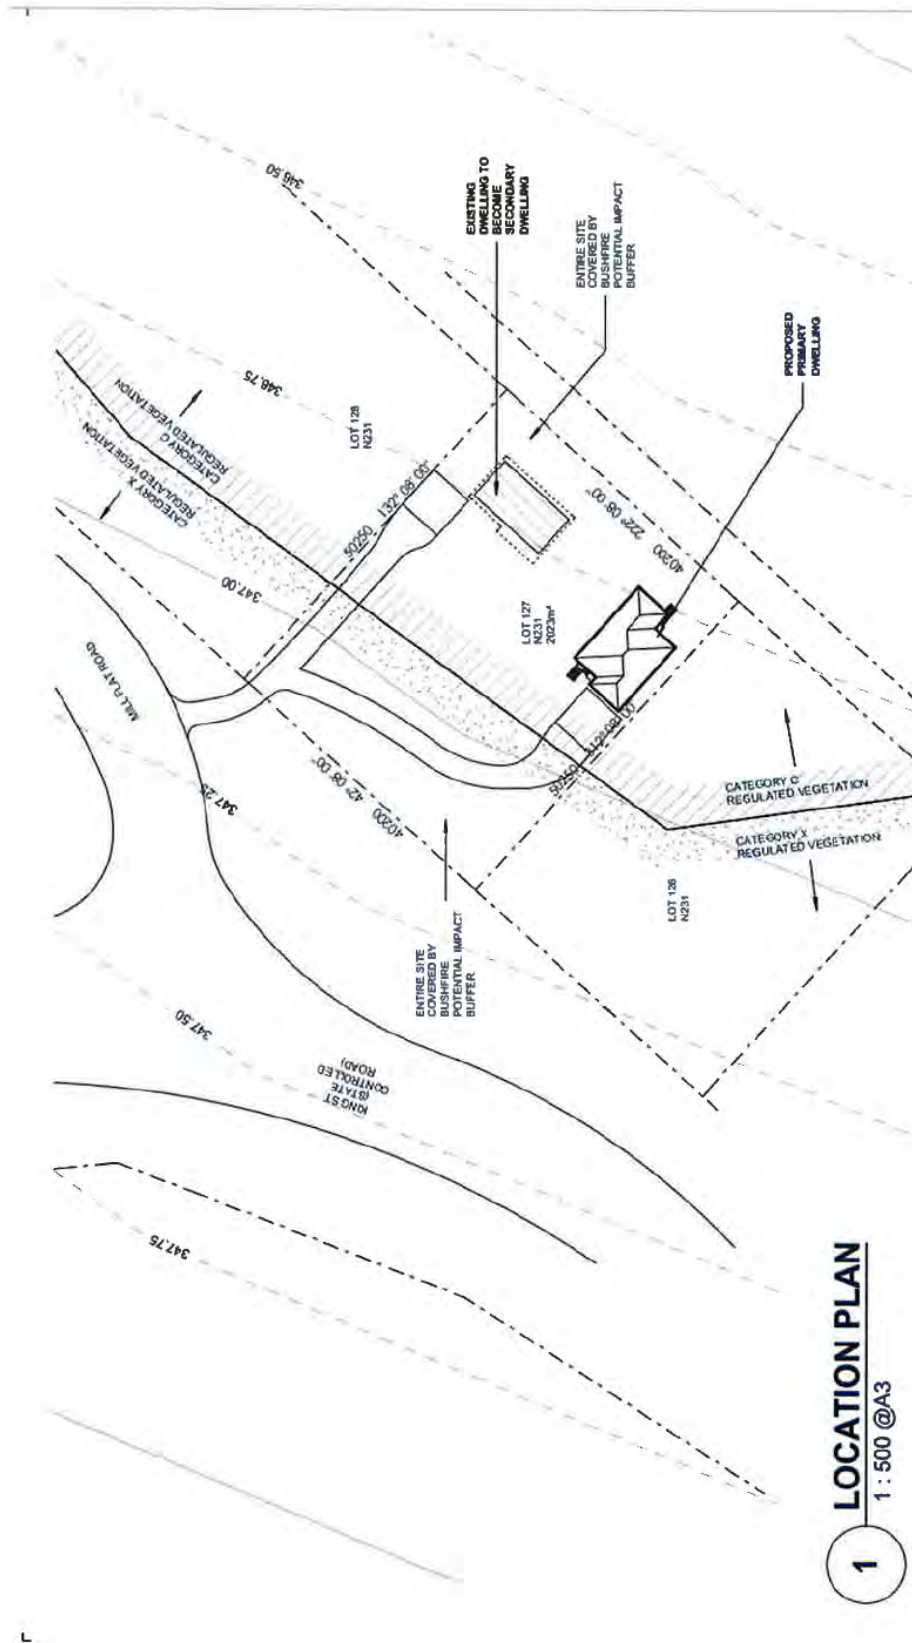 346.50
EXISTING
DWELLING TO
BECOME
SECONDARY
DWELLING
ENTIRE SITE
COVERED BY
BUSHFIRE
POTENTIAL IMPACT
BUFFER
PROPOSED
PRIMARY
DWELLING
CATEGORY C
REGULATED VEGETATION
CATEGORY X
REGULATED VEGETATION
346.75
LOT 128
N231
50250
132° 08' 00"
347.00
MILL FLAT ROAD
LOT 127
N231
2023m²
222° 08' 00"
40200
347.25
42° 08' 00"
40200
50250
312° 08' 00"
CATEGORY C
REGULATED VEGETATION
CATEGORY X
REGULATED VEGETATION
LOT 126
N231
ENTIRE SITE
COVERED BY
BUSHFIRE
POTENTIAL IMPACT
BUFFER
347.50
KING ST
(STATE
CONTROLLED
ROAD)
347.75
1
LOCATION PLAN
1 : 500 @A3